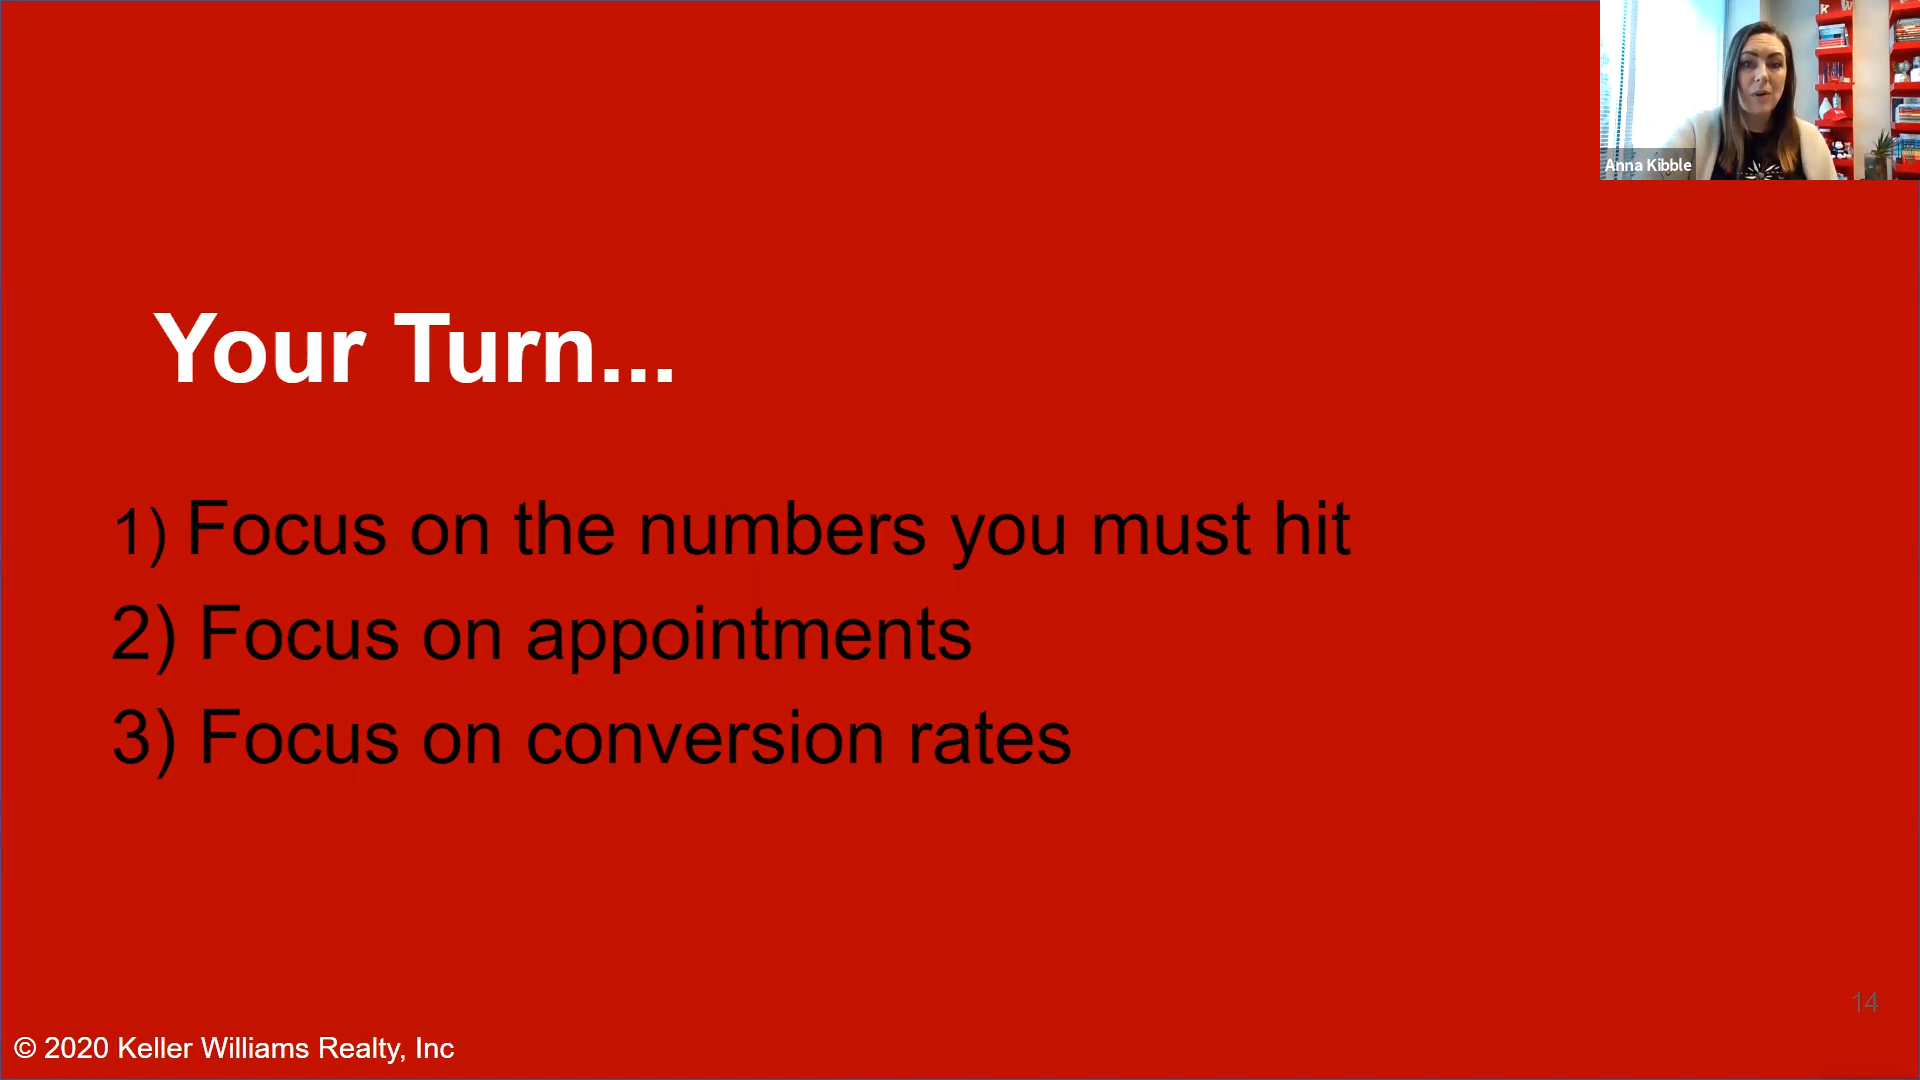 K W
Anna Kibble
Your Turn...
1) Focus on the numbers you must hit
2) Focus on appointments
3) Focus on conversion rates
14
© 2020 Keller Williams Realty, Inc